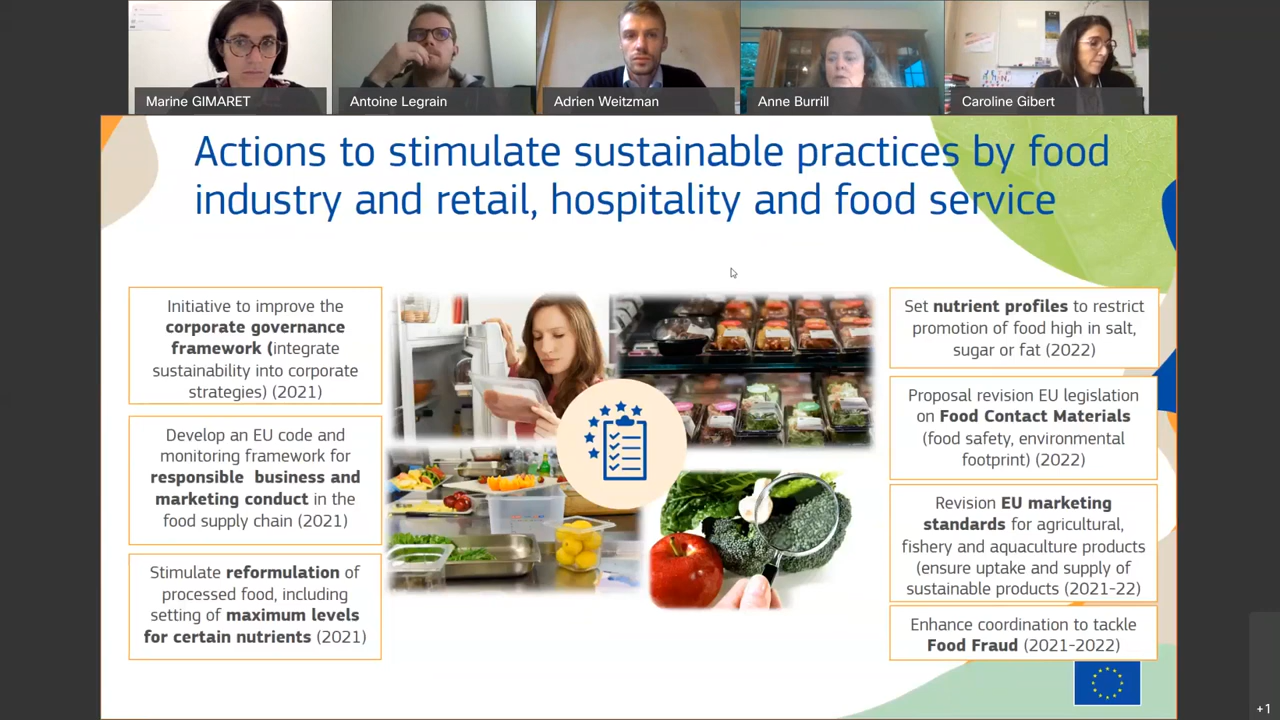 Marine GIMARET
Antoine Legrain
Adrien Weitzman
Anne Burrill
Caroline Gibert
Actions to stimulate sustainable practices by food
industry and retail, hospitality and food service
Initiative to improve the
corporate governance
framework (integrate
sustainability into corporate
strategies) (2021)
Develop an EU code and
monitoring framework for
responsible business and
marketing conduct in the
food supply chain (2021)
Stimulate reformulation of
processed food, including
setting of maximum levels
for certain nutrients (2021)
Set nutrient profiles to restrict
promotion of food high in salt,
sugar or fat (2022)
Proposal revision EU legislation
on Food Contact Materials
(food safety, environmental
footprint) (2022)
Revision EU marketing
standards for agricultural,
fishery and aquaculture products
(ensure uptake and supply of
sustainable products (2021-22)
Enhance coordination to tackle
Food Fraud (2021-2022)
+1